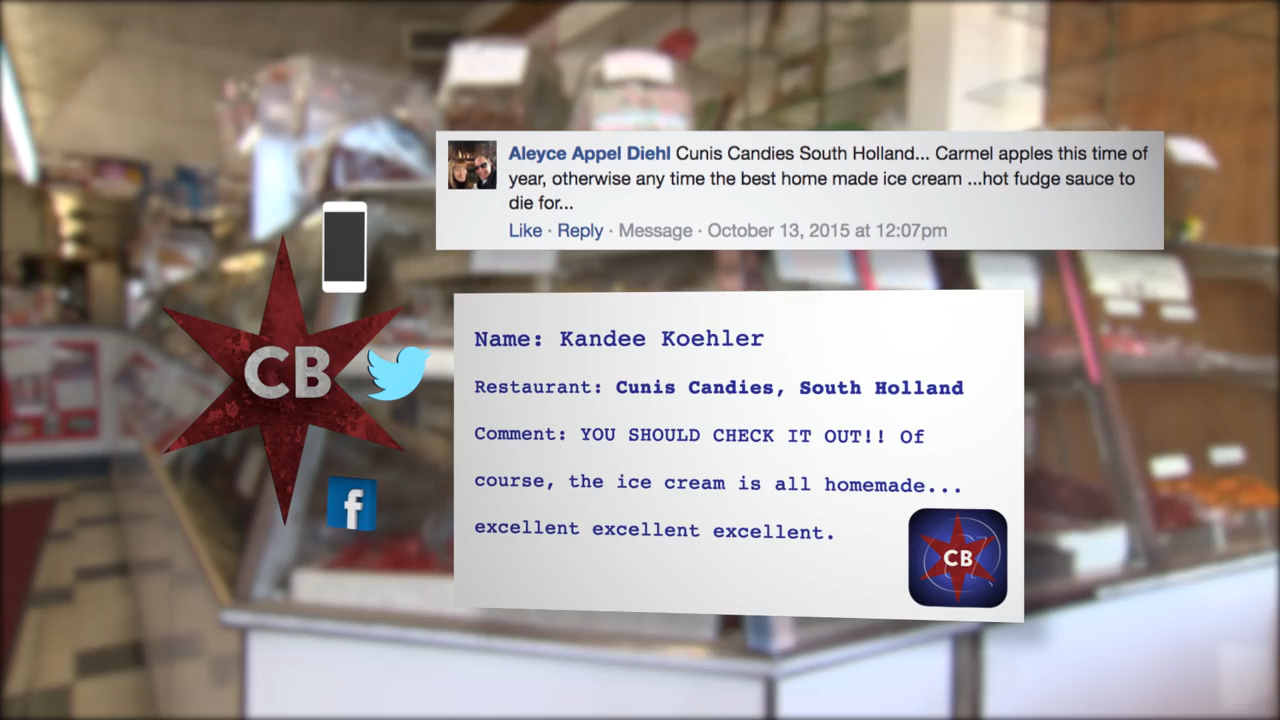 Aleyce Appel Diehl Cunis Candies South Holland... Carmel apples this time of
year, otherwise any time the best home made ice cream ...hot fudge sauce to
die for...
Like · Reply · Message · October 13, 2015 at 12:07pm
CB
Name: Kandee Koehler
Restaurant: Cunis Candies, South Holland
Comment: YOU SHOULD CHECK IT OUT!! Of
course, the ice cream is all homemade...
excellent excellent excellent.
CB